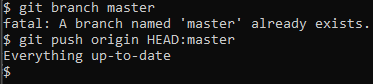 $ git branch master
fatal: A branch named 'master' already exists.
$ git push origin HEAD:master
Everything up-to-date
$